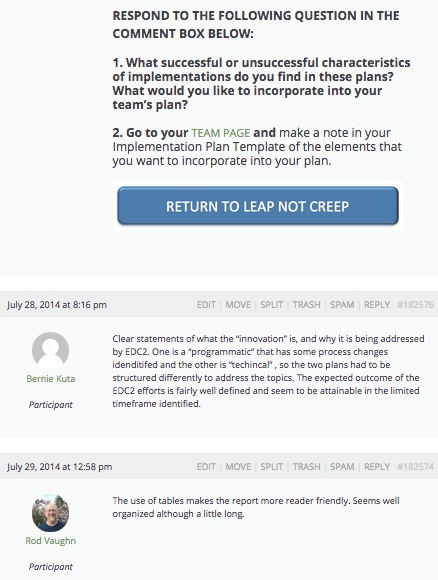 RESPOND TO THE FOLLOWING QUESTION IN THE
COMMENT BOX BELOW:
1. What successful or unsuccessful characteristics
of implementations do you find in these plans?
What would you like to incorporate into your
team's plan?
2. Go to your TEAM PAGE and make a note in your
Implementation Plan Template of the elements that
you want to incorporate into your plan.
RETURN TO LEAP NOT CREEP
July 28, 2014 at 8:16 pm EDIT | MOVE | SPLIT | TRASH | SPAM | REPLY #182576
Clear statements of what the "innovation" is, and why it is being addressed
by EDC2. One is a "programmatic" that has some process changes
idenditifed and the other is "techincal" , so the two plans had to be
structured differently to address the topics. The expected outcome of the
EDC2 efforts is fairly well defined and seem to be attainable in the limited
timeframe identified.
Bernie Kuta
Participant
July 29, 2014 at 12:58 pm EDIT | MOVE | SPLIT | TRASH | SPAM | REPLY #182574
The use of tables makes the report more reader friendly. Seems well
organized although a little long.
Rod Vaughn
Participant